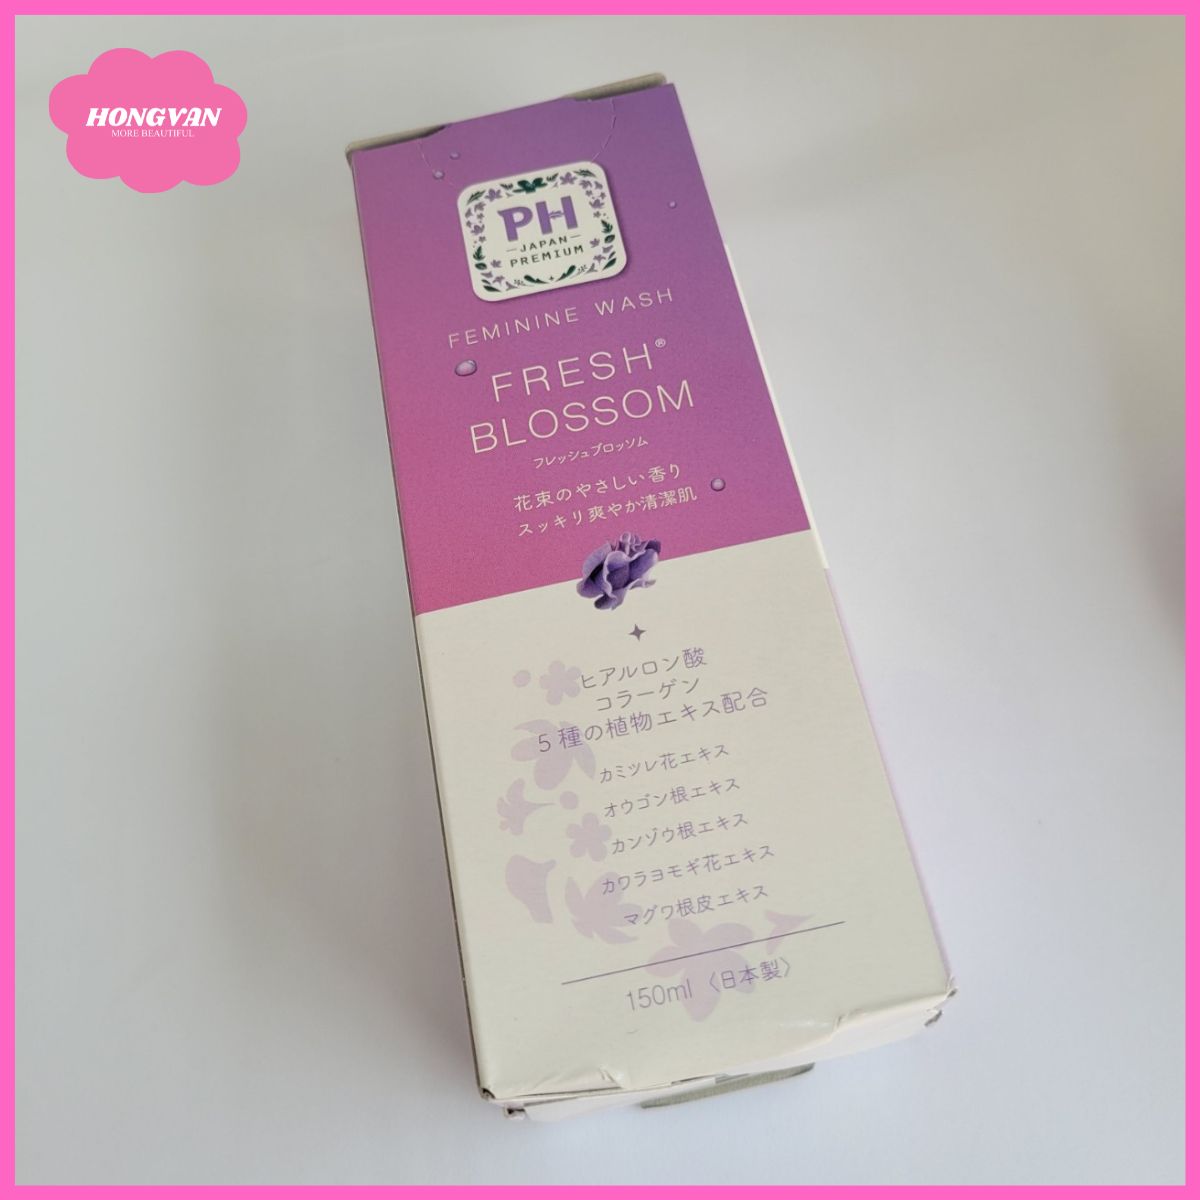 HONGVAN
MORE BEAUTIFUL
PH
JAPAN
PREMIUM
FEMININE WASH
FRESH®
BLOSSOM
フレッシュブロッソム
花束のやさしい香り
スッキリ爽やか清潔肌
ヒアルロン酸
コラーゲン
5種の植物エキス配合
カミツレ花エキス
オウゴン根エキス
カンゾウ根エキス
カワラヨモギ花エキス
マグワ根皮エキス
150ml〈日本製〉